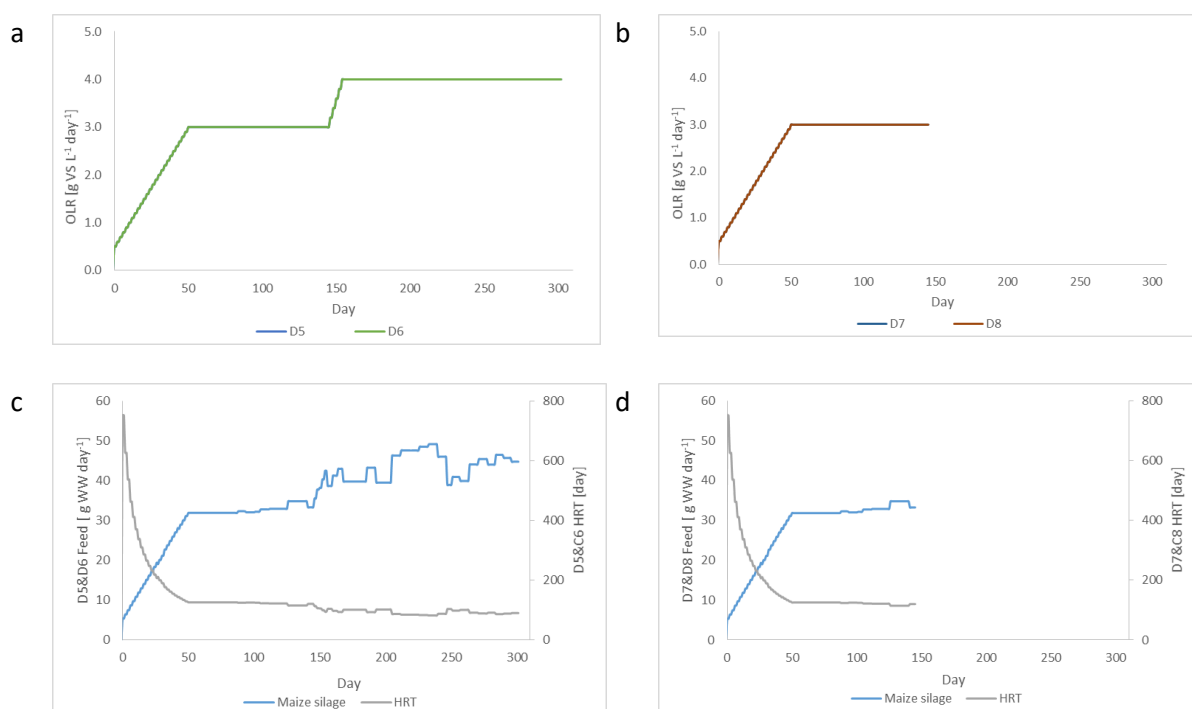 a
5.0
4.0
3.0
2.0
1.0
0.0
OLR [g VS L-1 day-1]
0 50 100 150 200 250 300
Day
D5 D6
b
5.0
4.0
3.0
2.0
1.0
0.0
OLR [g VS L-1 day-1]
0 50 100 150 200 250 300
Day
D7 D8
c
60
50
40
30
20
10
0
D5&D6 Feed [ g WW day-1]
800
600
400
200
0
D5&C6 HRT [day]
0 50 100 150 200 250 300
Day
Maize silage HRT
d
60
50
40
30
20
10
0
D7&D8 Feed [ g WW day-1]
800
600
400
200
0
D7&C8 HRT [day]
0 50 100 150 200 250 300
Day
Maize silage HRT